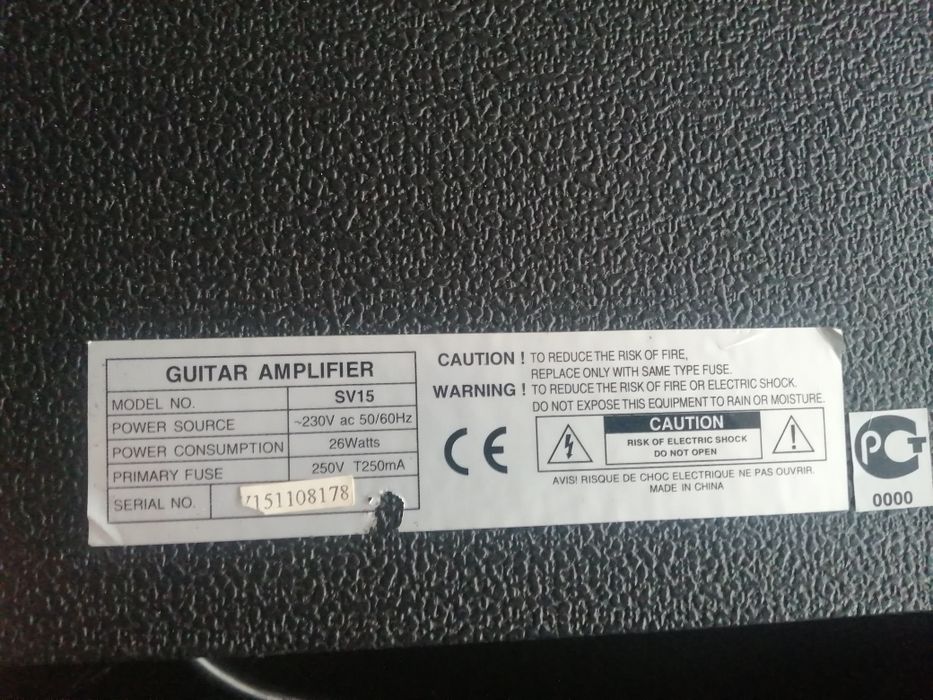 GUITAR AMPLIFIER
MODEL NO. SV15
POWER SOURCE ~230V ac 50/60Hz
POWER CONSUMPTION 26Watts
PRIMARY FUSE 250V T250mA
SERIAL NO. 151108178
CAUTION ! TO REDUCE THE RISK OF FIRE,
REPLACE ONLY WITH SAME TYPE FUSE.
WARNING ! TO REDUCE THE RISK OF FIRE OR ELECTRIC SHOCK.
DO NOT EXPOSE THIS EQUIPMENT TO RAIN OR MOISTURE.
CE
CAUTION
RISK OF ELECTRIC SHOCK
DO NOT OPEN
AVIS! RISQUE DE CHOC ELECTRIQUE NE PAS OUVRIR.
MADE IN CHINA
РСТ
0000